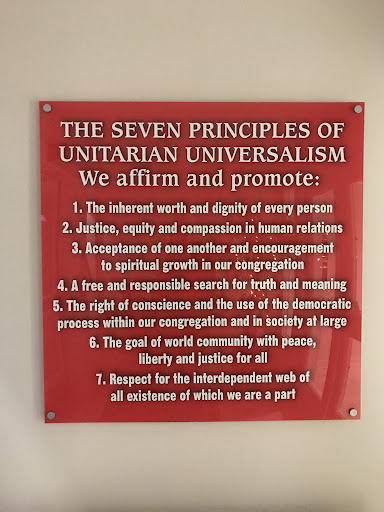 THE SEVEN PRINCIPLES OF
UNITARIAN UNIVERSALISM
We affirm and promote:
1. The inherent worth and dignity of every person
2. Justice, equity and compassion in human relations
3. Acceptance of one another and encouragement
to spiritual growth in our congregation
4. A free and responsible search for truth and meaning
5. The right of conscience and the use of the democratic
process within our congregation and in society at large
6. The goal of world community with peace,
liberty and justice for all
7. Respect for the interdependent web of
all existence of which we are a part